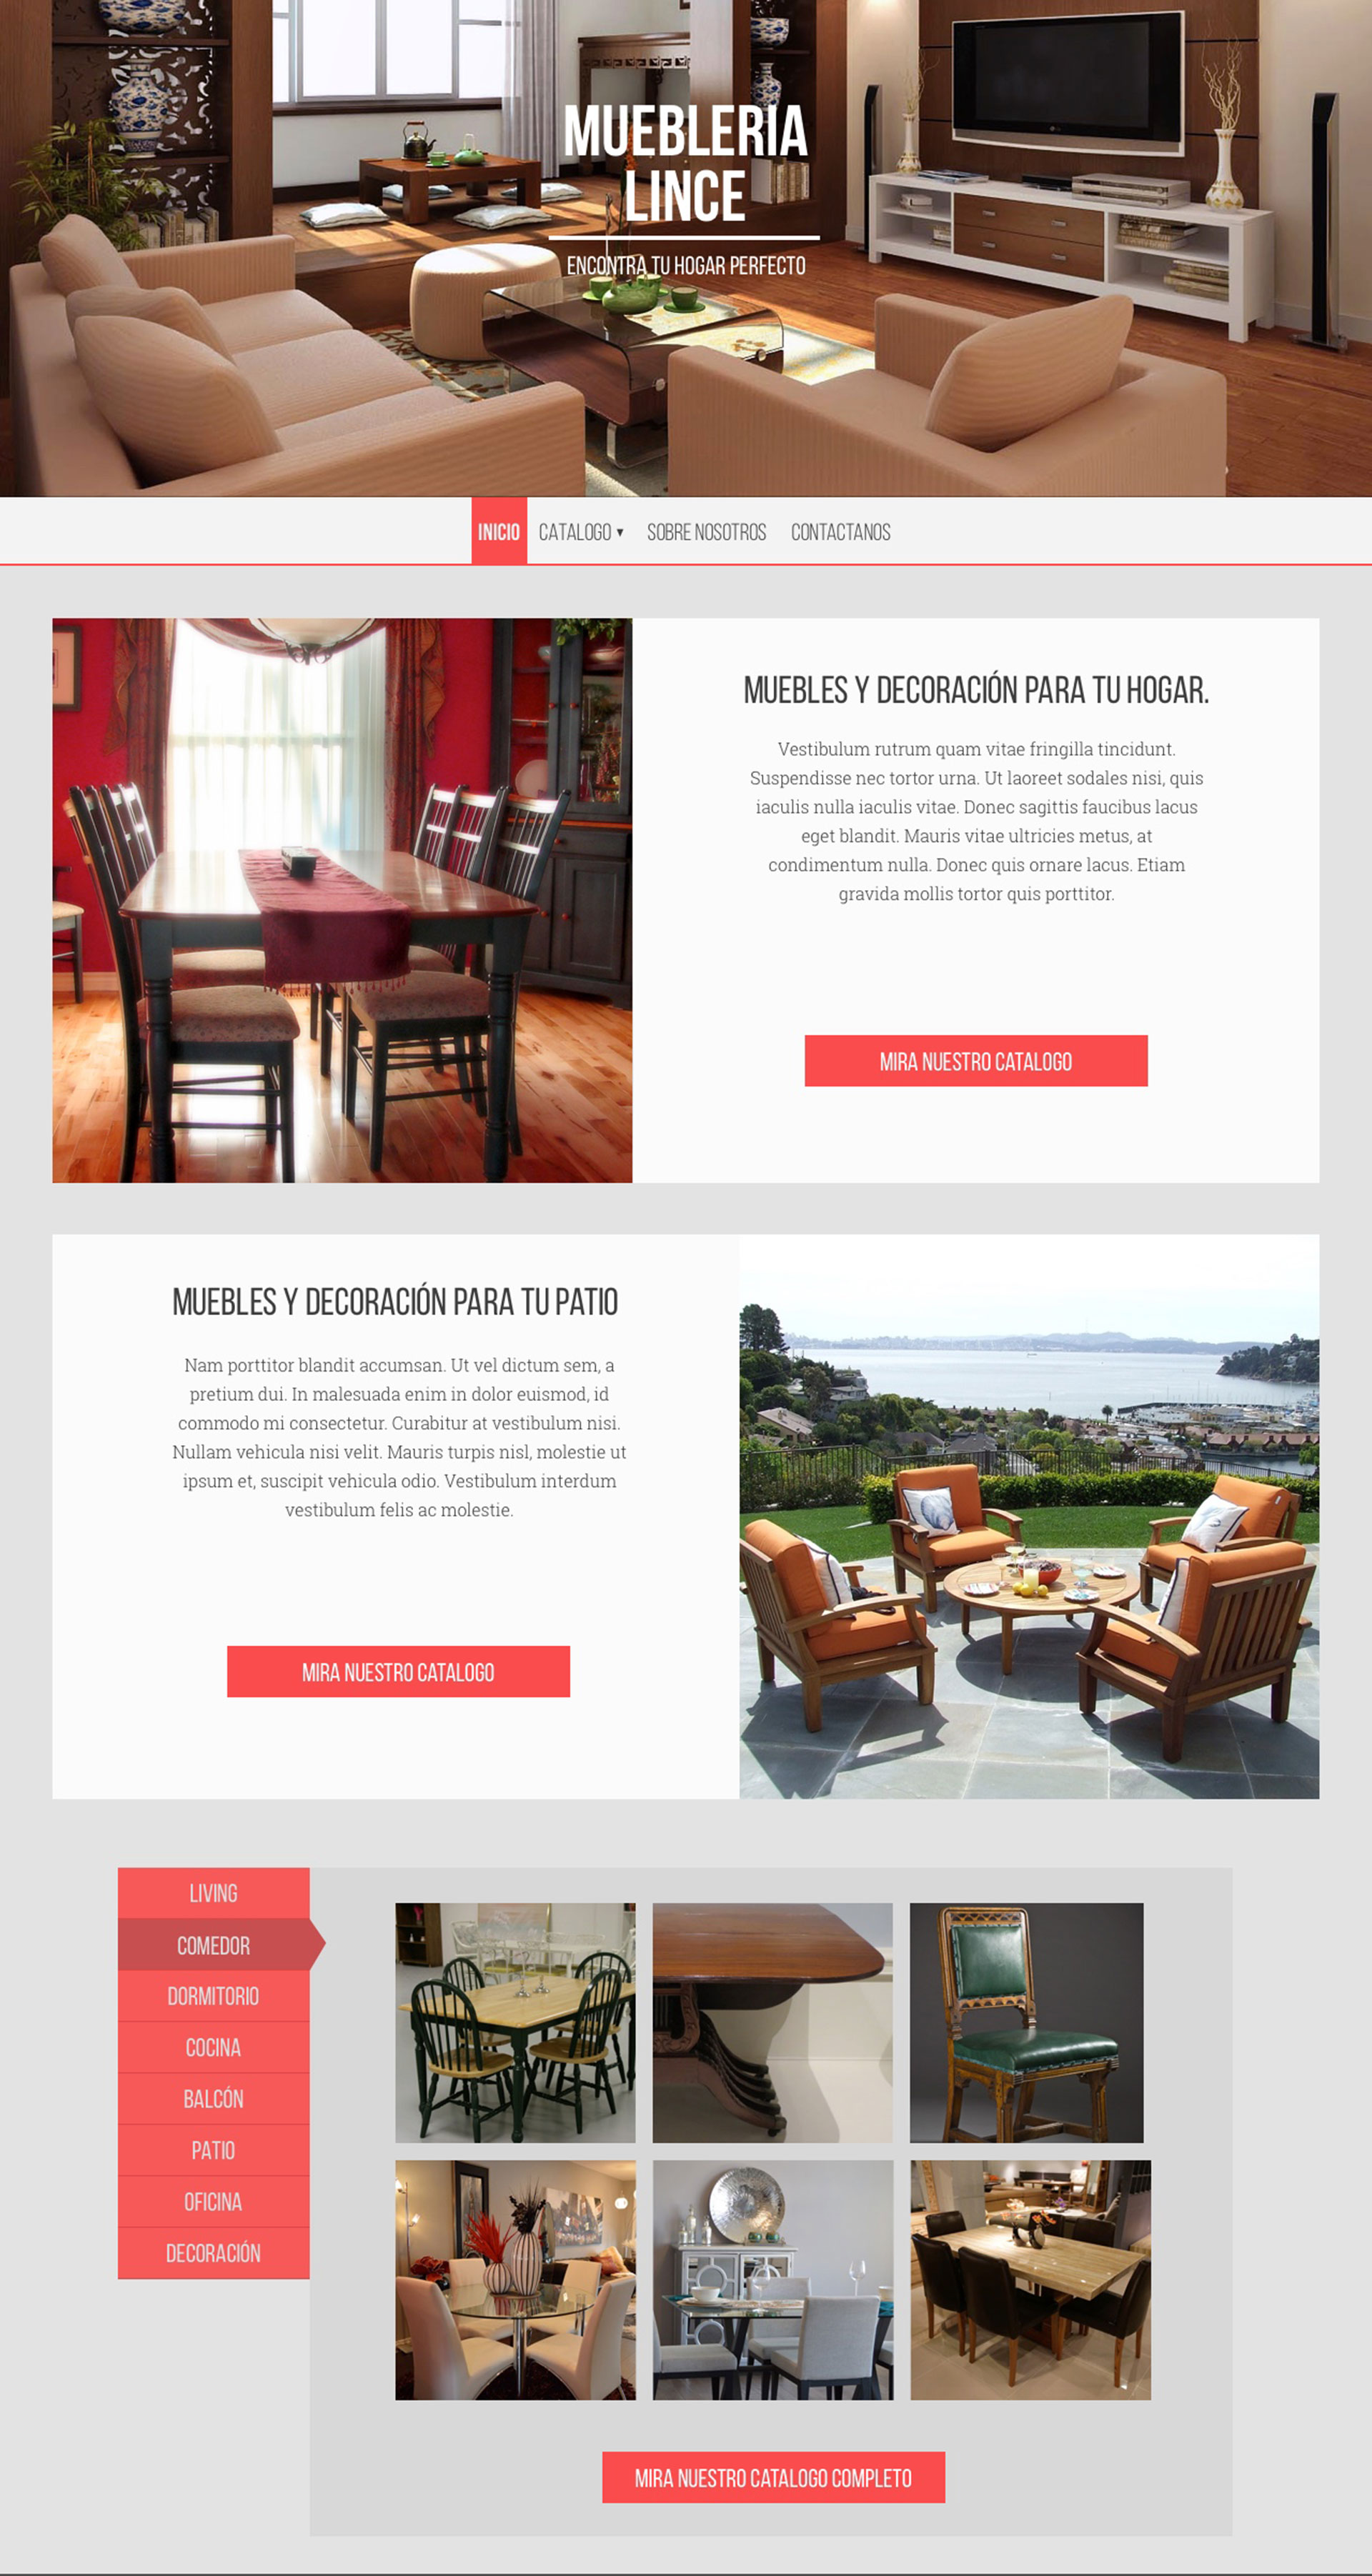 MUEBLERIA
LINCE
ENCONTRA TU HOGAR PERFECTO
INICIO CATALOGO ▾ SOBRE NOSOTROS CONTACTANOS
MUEBLES Y DECORACIÓN PARA TU HOGAR.
Vestibulum rutrum quam vitae fringilla tincidunt.
Suspendisse nec tortor urna. Ut laoreet sodales nisi, quis
iaculis nulla iaculis vitae. Donec sagittis faucibus lacus
eget blandit. Mauris vitae ultricies metus, at
condimentum nulla. Donec quis ornare lacus. Etiam
gravida mollis tortor quis porttitor.
MIRA NUESTRO CATALOGO
MUEBLES Y DECORACIÓN PARA TU PATIO
Nam porttitor blandit accumsan. Ut vel dictum sem, a
pretium dui. In malesuada enim in dolor euismod, id
commodo mi consectetur. Curabitur at vestibulum nisi.
Nullam vehicula nisi velit. Mauris turpis nisl, molestie ut
ipsum et, suscipit vehicula odio. Vestibulum interdum
vestibulum felis ac molestie.
MIRA NUESTRO CATALOGO
LIVING
COMEDOR
DORMITORIO
COCINA
BALCÓN
PATIO
OFICINA
DECORACIÓN
MIRA NUESTRO CATALOGO COMPLETO